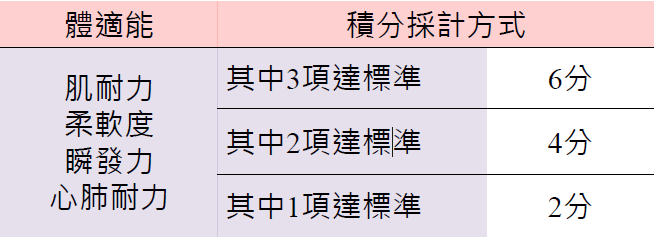 體適能 積分採計方式
肌耐力
柔軟度
瞬發力
心肺耐力
其中3項達標準 6分
其中2項達標準 4分
其中1項達標準 2分